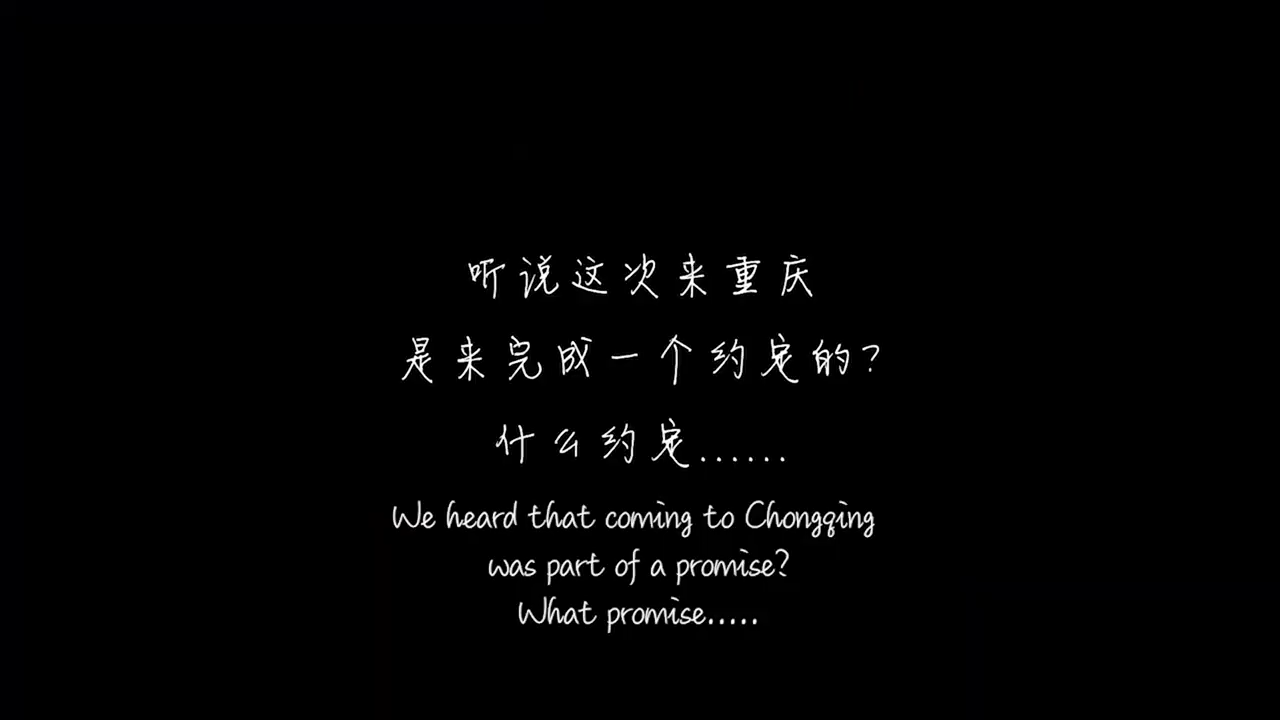 听说这次来重庆
是来完成一个约定的?
什么约定......
We heard that coming to Chongqing
was part of a promise?
What promise.....